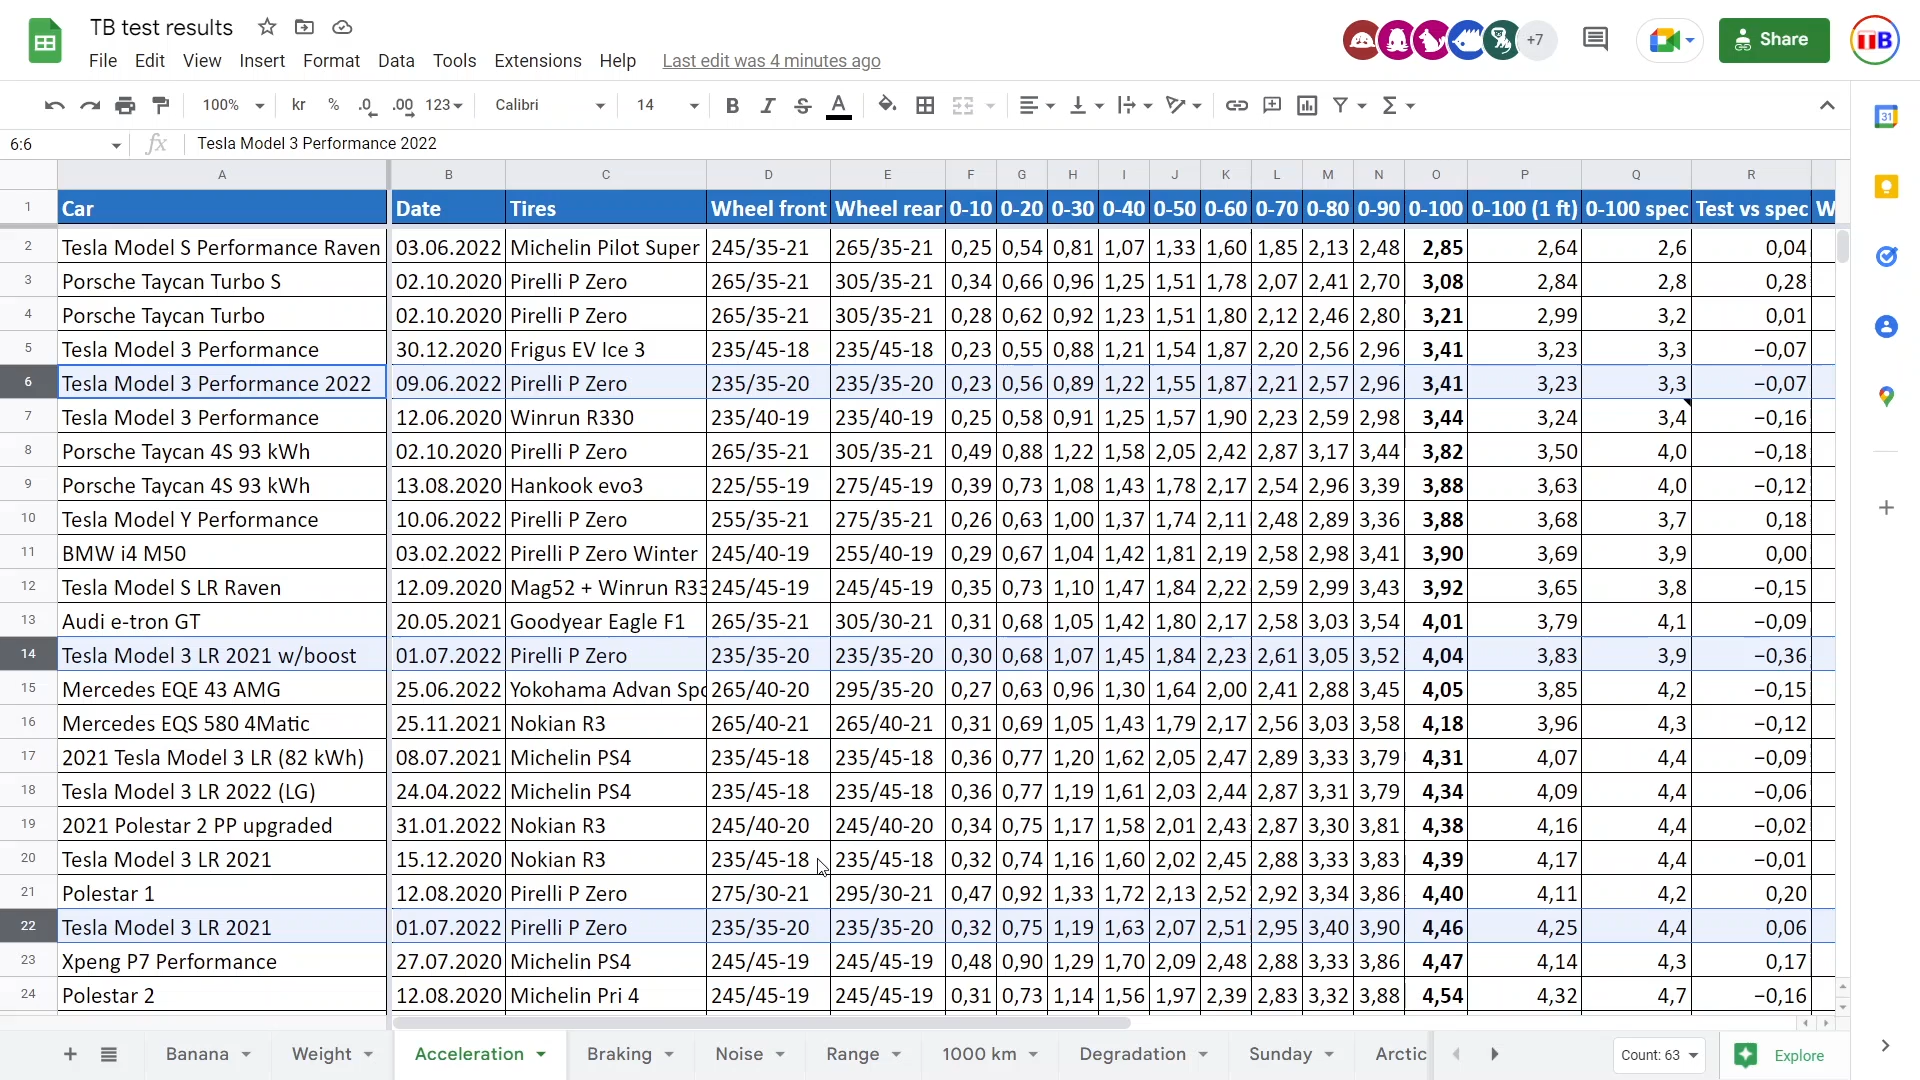 TB test results
+7
Share
TTB
File Edit View Insert Format Data Tools Extensions Help Last edit was 4 minutes ago
100% kr % .0 .00 123 Calibri 14 B I S A
6:6 fx Tesla Model 3 Performance 2022
A B C D E F G H I J K L M N O P Q R
1 Car Date Tires Wheel front Wheel rear 0-10 0-20 0-30 0-40 0-50 0-60 0-70 0-80 0-90 0-100 0-100 (1 ft) 0-100 spec Test vs spec W
2 Tesla Model S Performance Raven 03.06.2022 Michelin Pilot Super 245/35-21 265/35-21 0,25 0,54 0,81 1,07 1,33 1,60 1,85 2,13 2,48 2,85 2,64 2,6 0,04
3 Porsche Taycan Turbo S 02.10.2020 Pirelli P Zero 265/35-21 305/35-21 0,34 0,66 0,96 1,25 1,51 1,78 2,07 2,41 2,70 3,08 2,84 2,8 0,28
4 Porsche Taycan Turbo 02.10.2020 Pirelli P Zero 265/35-21 305/35-21 0,28 0,62 0,92 1,23 1,51 1,80 2,12 2,46 2,80 3,21 2,99 3,2 0,01
5 Tesla Model 3 Performance 30.12.2020 Frigus EV Ice 3 235/45-18 235/45-18 0,23 0,55 0,88 1,21 1,54 1,87 2,20 2,56 2,96 3,41 3,23 3,3 −0,07
6 Tesla Model 3 Performance 2022 09.06.2022 Pirelli P Zero 235/35-20 235/35-20 0,23 0,56 0,89 1,22 1,55 1,87 2,21 2,57 2,96 3,41 3,23 3,3 −0,07
7 Tesla Model 3 Performance 12.06.2020 Winrun R330 235/40-19 235/40-19 0,25 0,58 0,91 1,25 1,57 1,90 2,23 2,59 2,98 3,44 3,24 3,4 −0,16
8 Porsche Taycan 4S 93 kWh 02.10.2020 Pirelli P Zero 265/35-21 305/35-21 0,49 0,88 1,22 1,58 2,05 2,42 2,87 3,17 3,44 3,82 3,50 4,0 −0,18
9 Porsche Taycan 4S 93 kWh 13.08.2020 Hankook evo3 225/55-19 275/45-19 0,39 0,73 1,08 1,43 1,78 2,17 2,54 2,96 3,39 3,88 3,63 4,0 −0,12
10 Tesla Model Y Performance 10.06.2022 Pirelli P Zero 255/35-21 275/35-21 0,26 0,63 1,00 1,37 1,74 2,11 2,48 2,89 3,36 3,88 3,68 3,7 0,18
11 BMW i4 M50 03.02.2022 Pirelli P Zero Winter 245/40-19 255/40-19 0,29 0,67 1,04 1,42 1,81 2,19 2,58 2,98 3,41 3,90 3,69 3,9 0,00
12 Tesla Model S LR Raven 12.09.2020 Mag52 + Winrun R33 245/45-19 245/45-19 0,35 0,73 1,10 1,47 1,84 2,22 2,59 2,99 3,43 3,92 3,65 3,8 −0,15
13 Audi e-tron GT 20.05.2021 Goodyear Eagle F1 265/35-21 305/30-21 0,31 0,68 1,05 1,42 1,80 2,17 2,58 3,03 3,54 4,01 3,79 4,1 −0,09
14 Tesla Model 3 LR 2021 w/boost 01.07.2022 Pirelli P Zero 235/35-20 235/35-20 0,30 0,68 1,07 1,45 1,84 2,23 2,61 3,05 3,52 4,04 3,83 3,9 −0,36
15 Mercedes EQE 43 AMG 25.06.2022 Yokohama Advan Spo 265/40-20 295/35-20 0,27 0,63 0,96 1,30 1,64 2,00 2,41 2,88 3,45 4,05 3,85 4,2 −0,15
16 Mercedes EQS 580 4Matic 25.11.2021 Nokian R3 265/40-21 265/40-21 0,31 0,69 1,05 1,43 1,79 2,17 2,56 3,03 3,58 4,18 3,96 4,3 −0,12
17 2021 Tesla Model 3 LR (82 kWh) 08.07.2021 Michelin PS4 235/45-18 235/45-18 0,36 0,77 1,20 1,62 2,05 2,47 2,89 3,33 3,79 4,31 4,07 4,4 −0,09
18 Tesla Model 3 LR 2022 (LG) 24.04.2022 Michelin PS4 235/45-18 235/45-18 0,36 0,77 1,19 1,61 2,03 2,44 2,87 3,31 3,79 4,34 4,09 4,4 −0,06
19 2021 Polestar 2 PP upgraded 31.01.2022 Nokian R3 245/40-20 245/40-20 0,34 0,75 1,17 1,58 2,01 2,43 2,87 3,30 3,81 4,38 4,16 4,4 −0,02
20 Tesla Model 3 LR 2021 15.12.2020 Nokian R3 235/45-18 235/45-18 0,32 0,74 1,16 1,60 2,02 2,45 2,88 3,33 3,83 4,39 4,17 4,4 −0,01
21 Polestar 1 12.08.2020 Pirelli P Zero 275/30-21 295/30-21 0,47 0,92 1,33 1,72 2,13 2,52 2,92 3,34 3,86 4,40 4,11 4,2 0,20
22 Tesla Model 3 LR 2021 01.07.2022 Pirelli P Zero 235/35-20 235/35-20 0,32 0,75 1,19 1,63 2,07 2,51 2,95 3,40 3,90 4,46 4,25 4,4 0,06
23 Xpeng P7 Performance 27.07.2020 Michelin PS4 245/45-19 245/45-19 0,48 0,90 1,29 1,70 2,09 2,48 2,88 3,33 3,86 4,47 4,14 4,3 0,17
24 Polestar 2 12.08.2020 Michelin Pri 4 245/45-19 245/45-19 0,31 0,73 1,14 1,56 1,97 2,39 2,83 3,32 3,88 4,54 4,32 4,7 −0,16
Banana Weight Acceleration Braking Noise Range 1000 km Degradation Sunday Arctic Count: 63 Explore
31